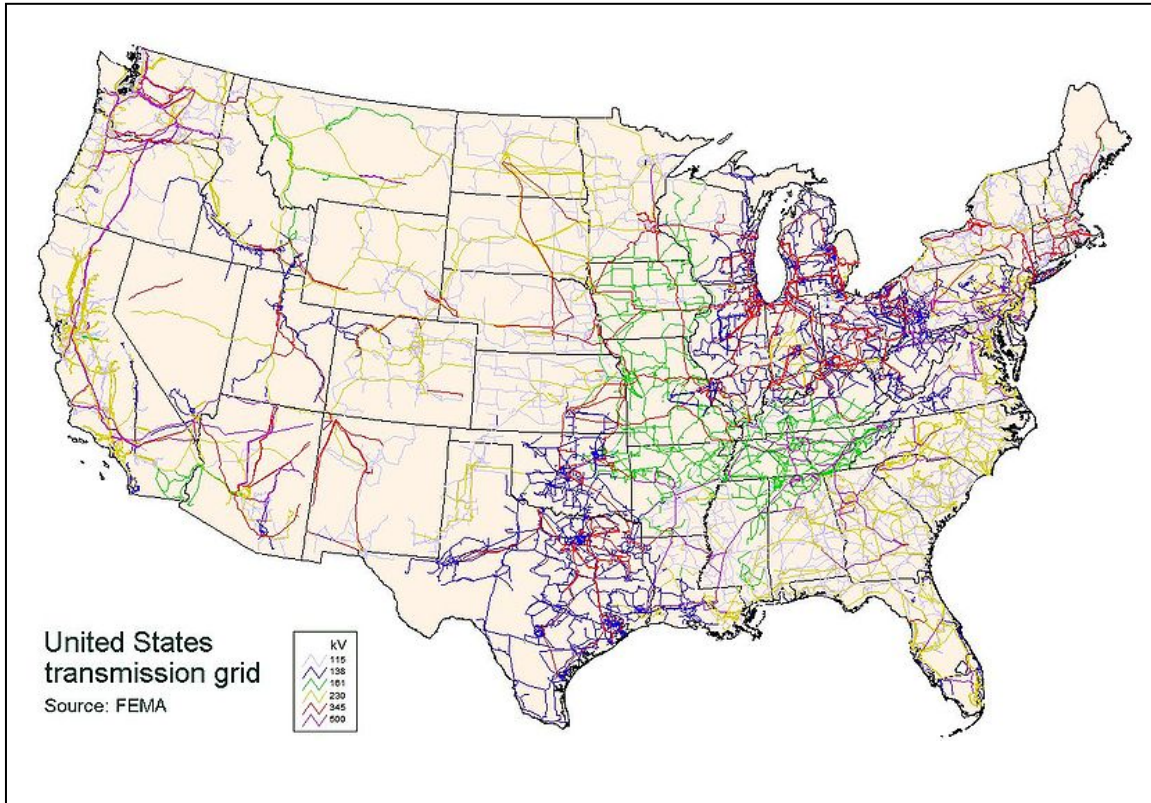 United States
transmission grid
Source: FEMA
kV
115
138
161
230
345
500